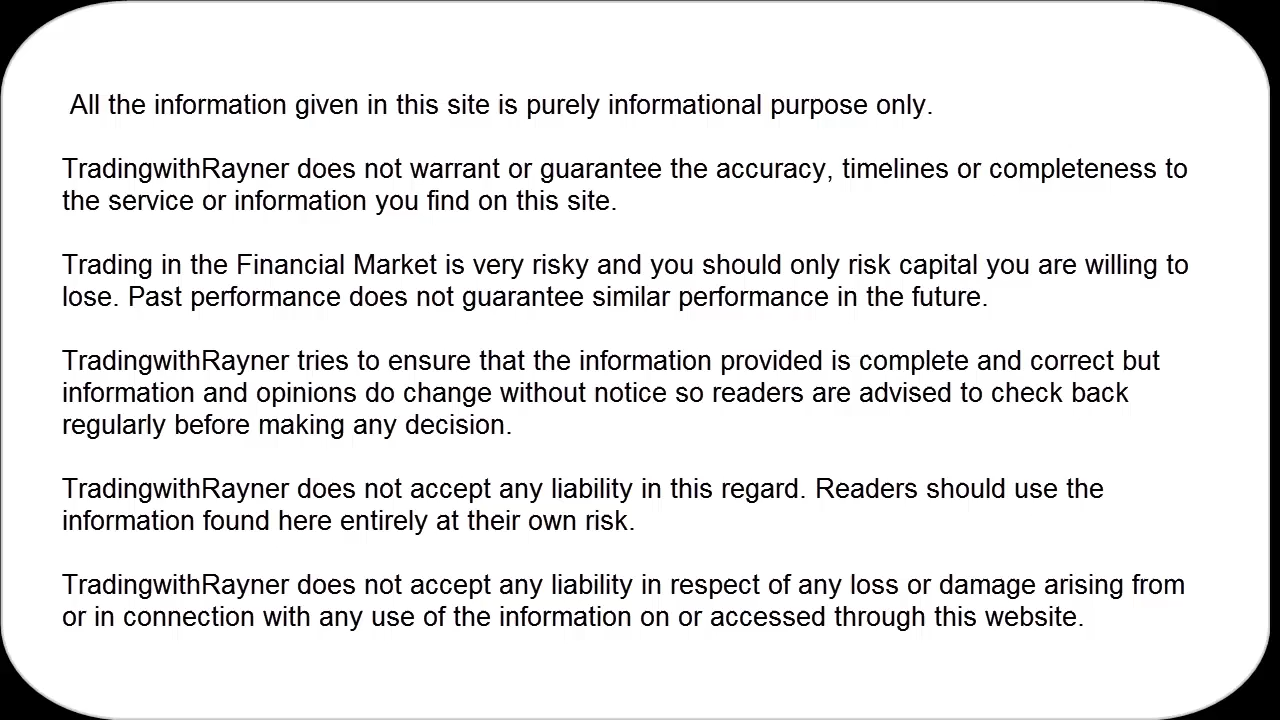 All the information given in this site is purely informational purpose only.
TradingwithRayner does not warrant or guarantee the accuracy, timelines or completeness to
the service or information you find on this site.
Trading in the Financial Market is very risky and you should only risk capital you are willing to
lose. Past performance does not guarantee similar performance in the future.
TradingwithRayner tries to ensure that the information provided is complete and correct but
information and opinions do change without notice so readers are advised to check back
regularly before making any decision.
TradingwithRayner does not accept any liability in this regard. Readers should use the
information found here entirely at their own risk.
TradingwithRayner does not accept any liability in respect of any loss or damage arising from
or in connection with any use of the information on or accessed through this website.